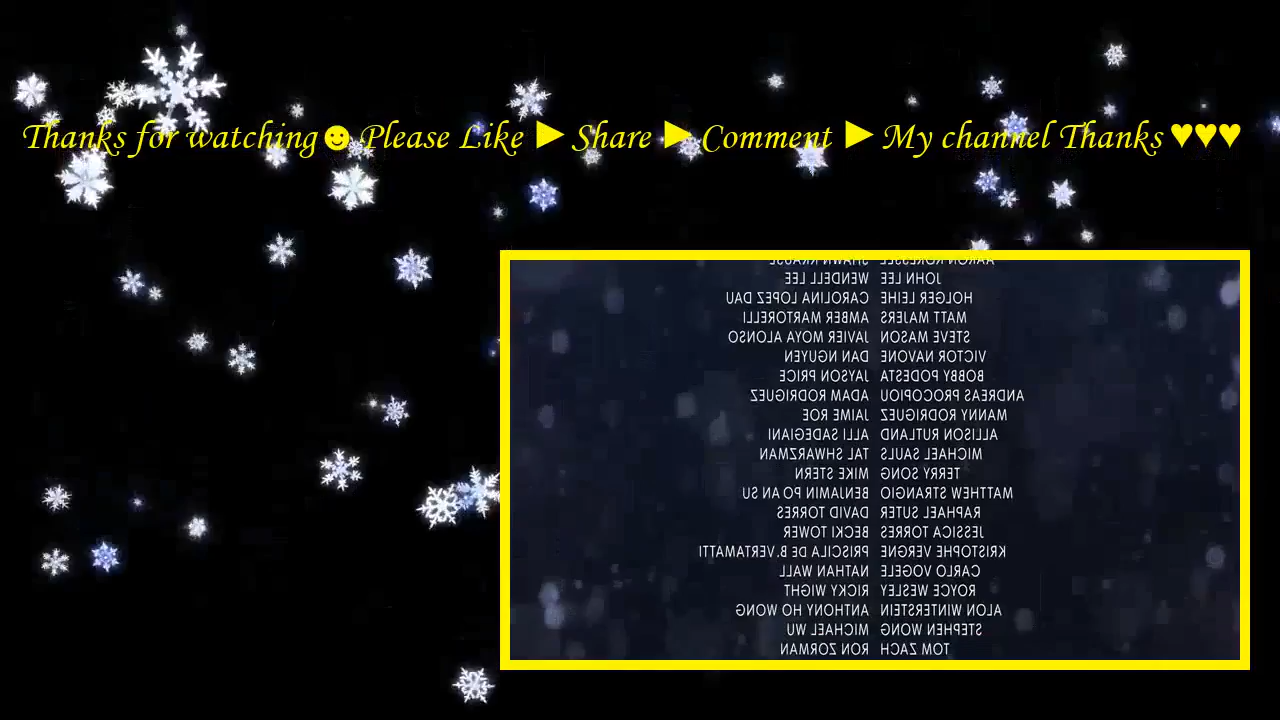 Thanks for watching☻Please Like ►Share ►Comment ►My channel Thanks ♥♥♥
AARON KORESSEL SHAWN KRAUSE
JOHN LEE WENDELL LEE
HOLGER LEIHE CAROLINA LOPEZ DAU
MATT MAJERS AMBER MARTORELLI
STEVE MASON JAVIER MOYA ALONSO
VICTOR NAVONE DAN NGUYEN
BOBBY PODESTA JAYSON PRICE
ANDREAS PROCOPIOU ADAM RODRIGUEZ
MANNY RODRIGUEZ JAIME ROE
ALLISON RUTLAND ALLI SADEGIANI
MICHAEL SAULS TAL SHWARZMAN
TERRY SONG MIKE STERN
MATTHEW STRANGIO BENJAMIN PO AN SU
RAPHAEL SUTER DAVID TORRES
JESSICA TORRES BECKI TOWER
KRISTOPHE VERGNE PRISCILA DE B. VERTAMATTI
CARLO VOGELE NATHAN WALL
ROYCE WESLEY RICKY WIGHT
ALON WINTERSTEIN ANTHONY HO WONG
STEPHEN WONG MICHAEL WU
TOM ZACH RON ZORMAN